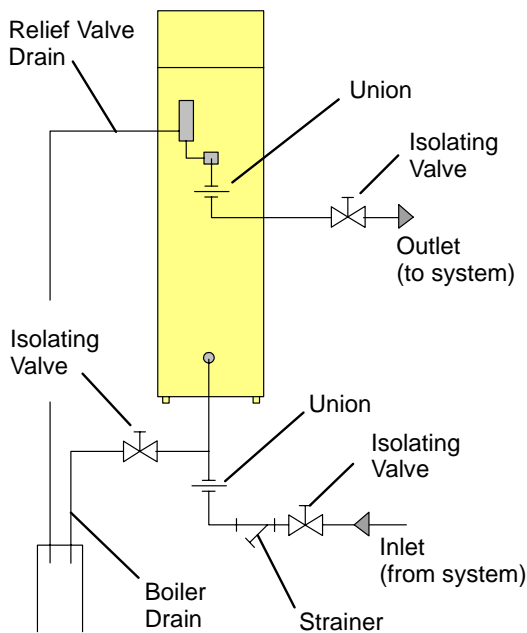 Relief Valve
Drain
Union
Isolating
Valve
Outlet
(to system)
Isolating
Valve
Union
Isolating
Valve
Inlet
(from system)
Boiler
Drain
Strainer